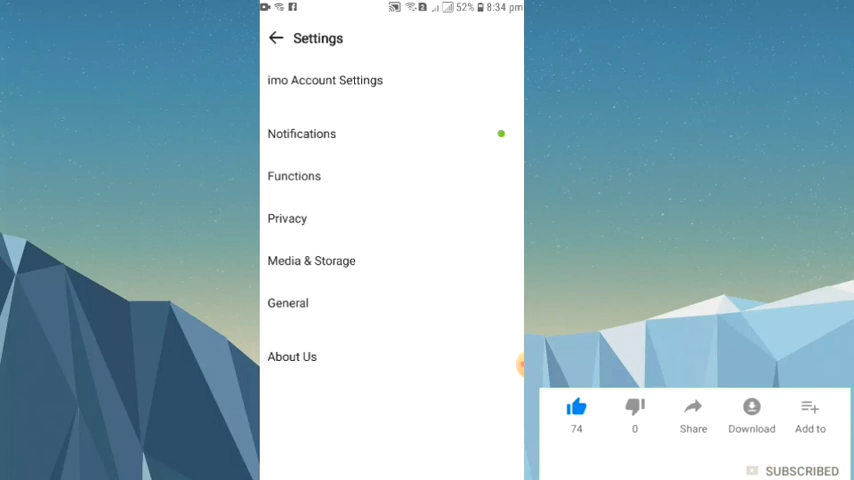 52% 8:34 pm
Settings
imo Account Settings
Notifications
Functions
Privacy
Media & Storage
General
About Us
74 0 Share Download Add to
SUBSCRIBED